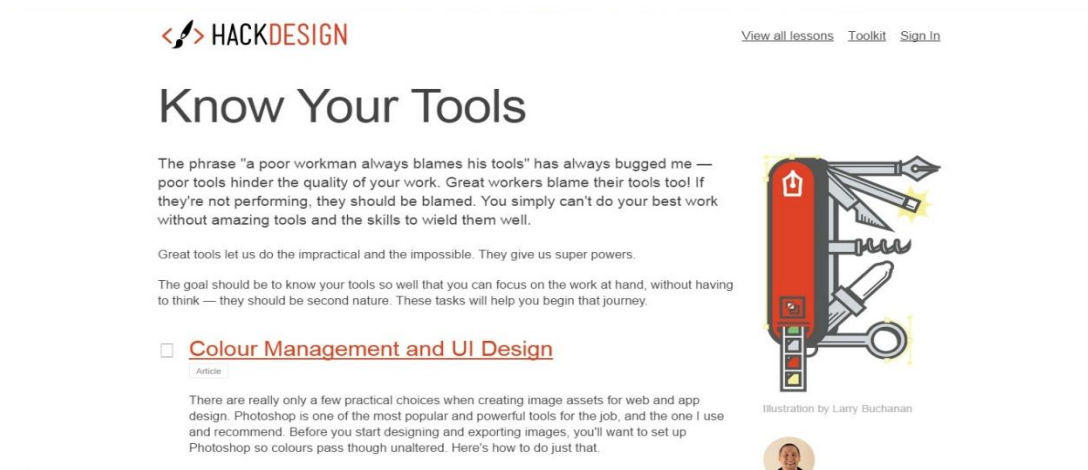 HACKDESIGN
View all lessons Toolkit Sign In
Know Your Tools
The phrase "a poor workman always blames his tools" has always bugged me —
poor tools hinder the quality of your work. Great workers blame their tools too! If
they're not performing, they should be blamed. You simply can't do your best work
without amazing tools and the skills to wield them well.
Great tools let us do the impractical and the impossible. They give us super powers.
The goal should be to know your tools so well that you can focus on the work at hand, without having
to think — they should be second nature. These tasks will help you begin that journey.
Colour Management and UI Design
Article
There are really only a few practical choices when creating image assets for web and app
design. Photoshop is one of the most popular and powerful tools for the job, and the one I use
and recommend. Before you start designing and exporting images, you'll want to set up
Photoshop so colours pass though unaltered. Here's how to do just that.
Illustration by Larry Buchanan